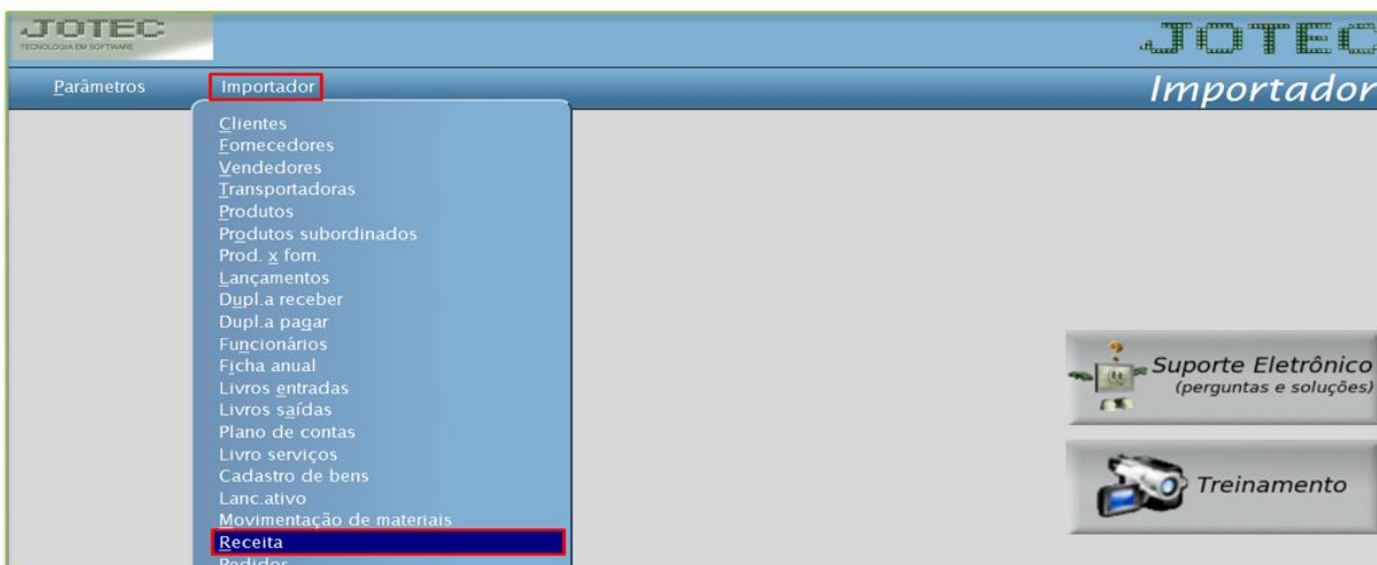 JOTEC
TECNOLOGIA EM SOFTWARE
JOTEC
Parâmetros
Importador
Importador
Clientes
Fornecedores
Vendedores
Transportadoras
Produtos
Produtos subordinados
Prod. x forn.
Lançamentos
Dupl.a receber
Dupl.a pagar
Funcionários
Ficha anual
Livros entradas
Livros saídas
Plano de contas
Livro serviços
Cadastro de bens
Lanc.ativo
Movimentação de materiais
Receita
Pedidos
Suporte Eletrônico
(perguntas e soluções)
Treinamento